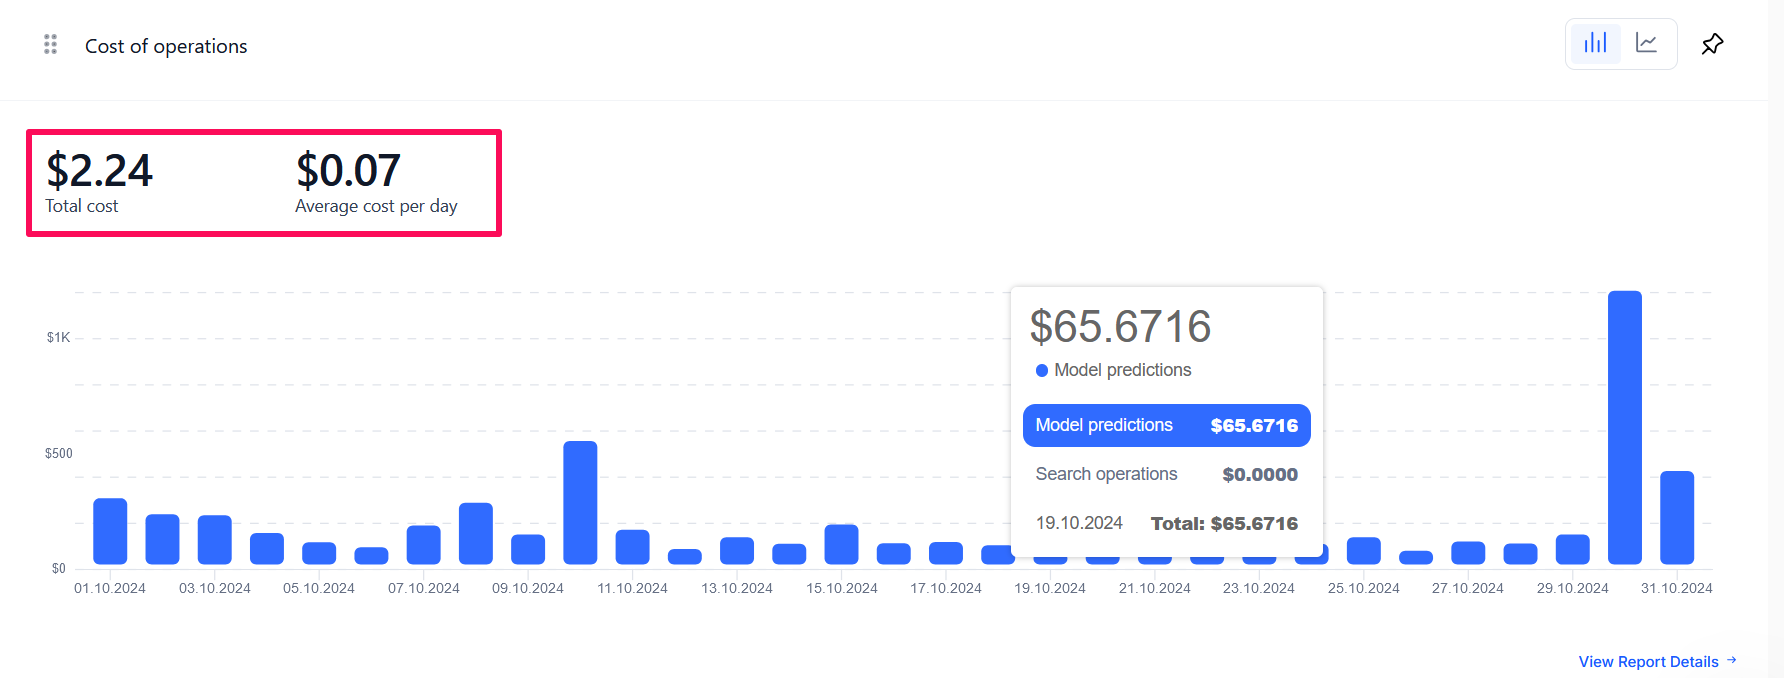 Cost of operations
$2.24
Total cost
$0.07
Average cost per day
$1K
$500
$0
$65.6716
Model predictions
Model predictions $65.6716
Search operations $0.0000
19.10.2024 Total: $65.6716
01.10.2024 03.10.2024 05.10.2024 07.10.2024 09.10.2024 11.10.2024 13.10.2024 15.10.2024 17.10.2024 19.10.2024 21.10.2024 23.10.2024 25.10.2024 27.10.2024 29.10.2024 31.10.2024
View Report Details →